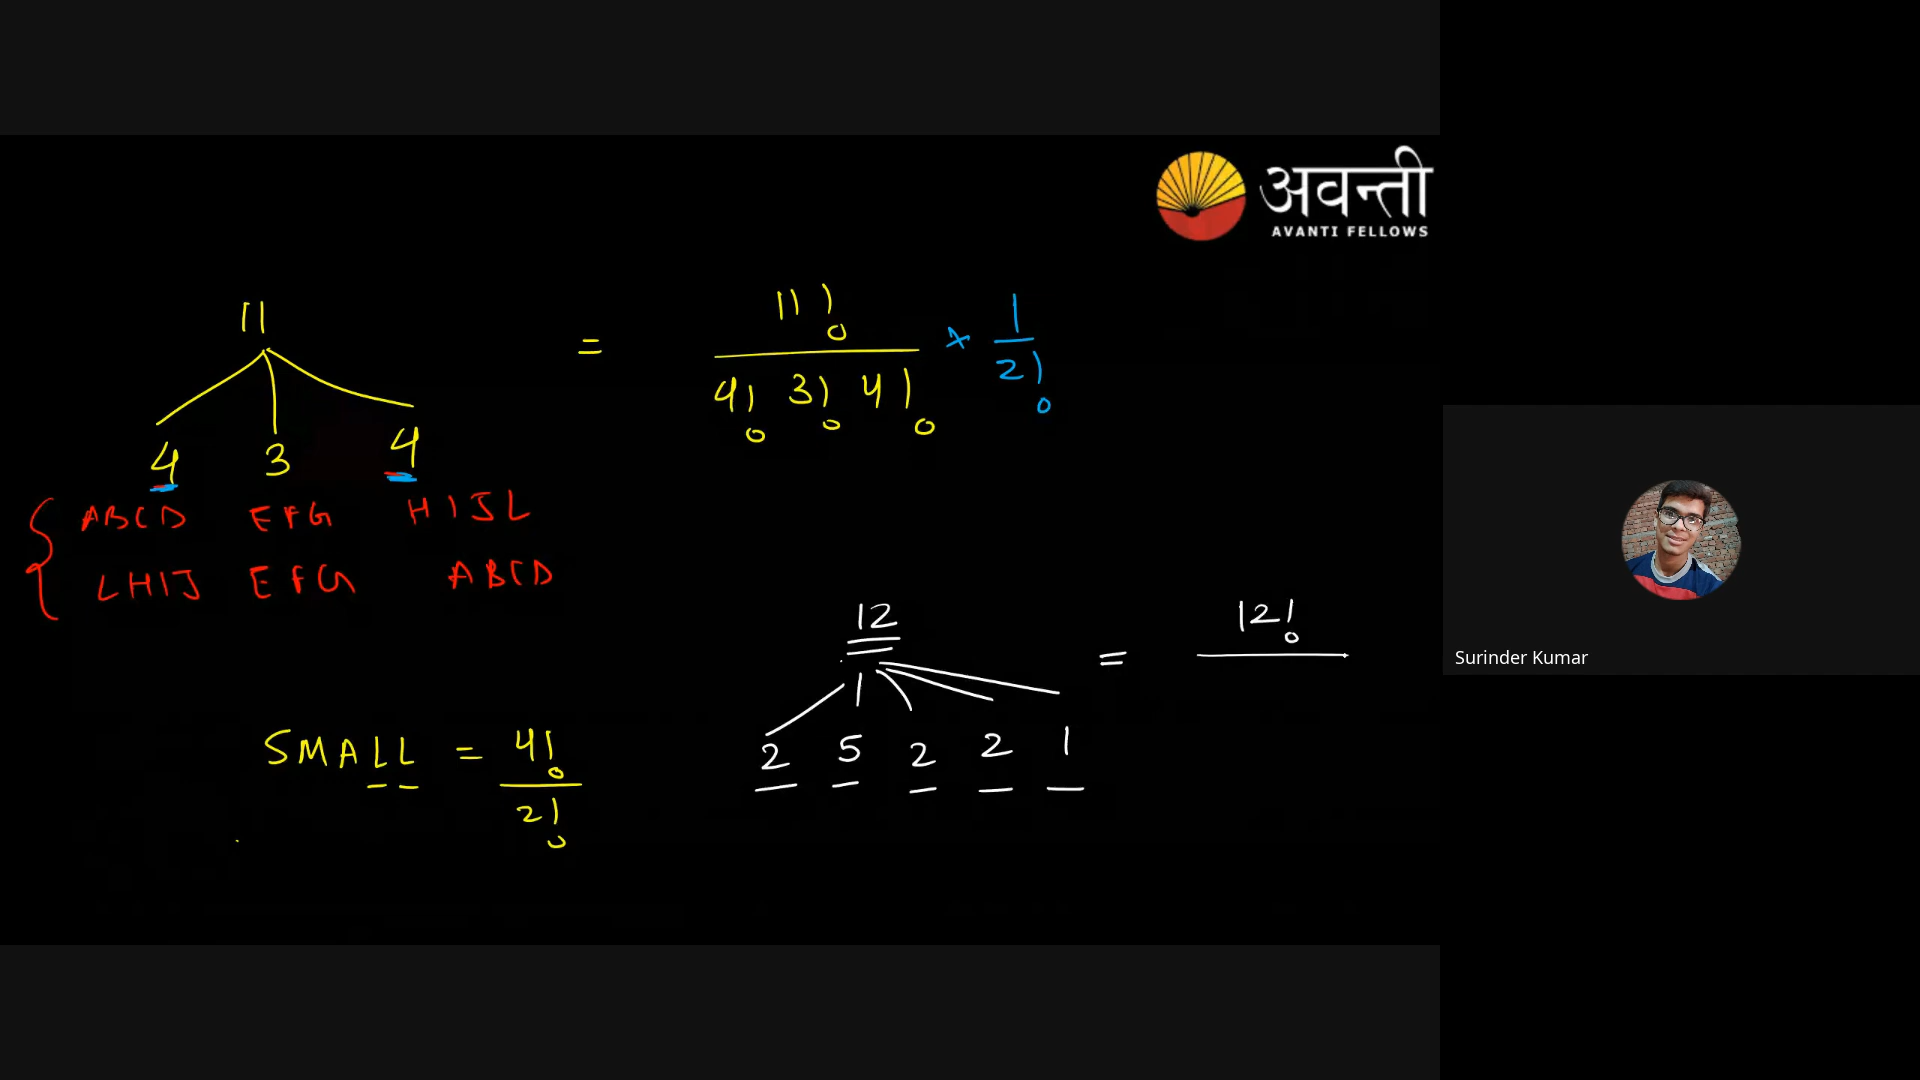 अवन्ती
AVANTI FELLOWS
11 = 11! / 4! 3! 4! × 1 / 2!
4 3 4
ABCD EFG HIJL
LHIJ EFG ABCD
12 = 12!
2 5 2 2 1
SMALL = 4! / 2!
Surinder Kumar